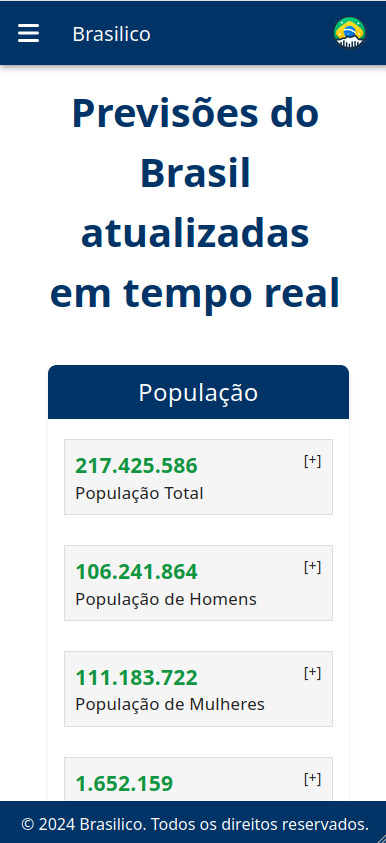 Brasilico
Previsões do
Brasil
atualizadas
em tempo real
População
217.425.586 [+]
População Total
106.241.864 [+]
População de Homens
111.183.722 [+]
População de Mulheres
1.652.159 [+]
© 2024 Brasilico. Todos os direitos reservados.